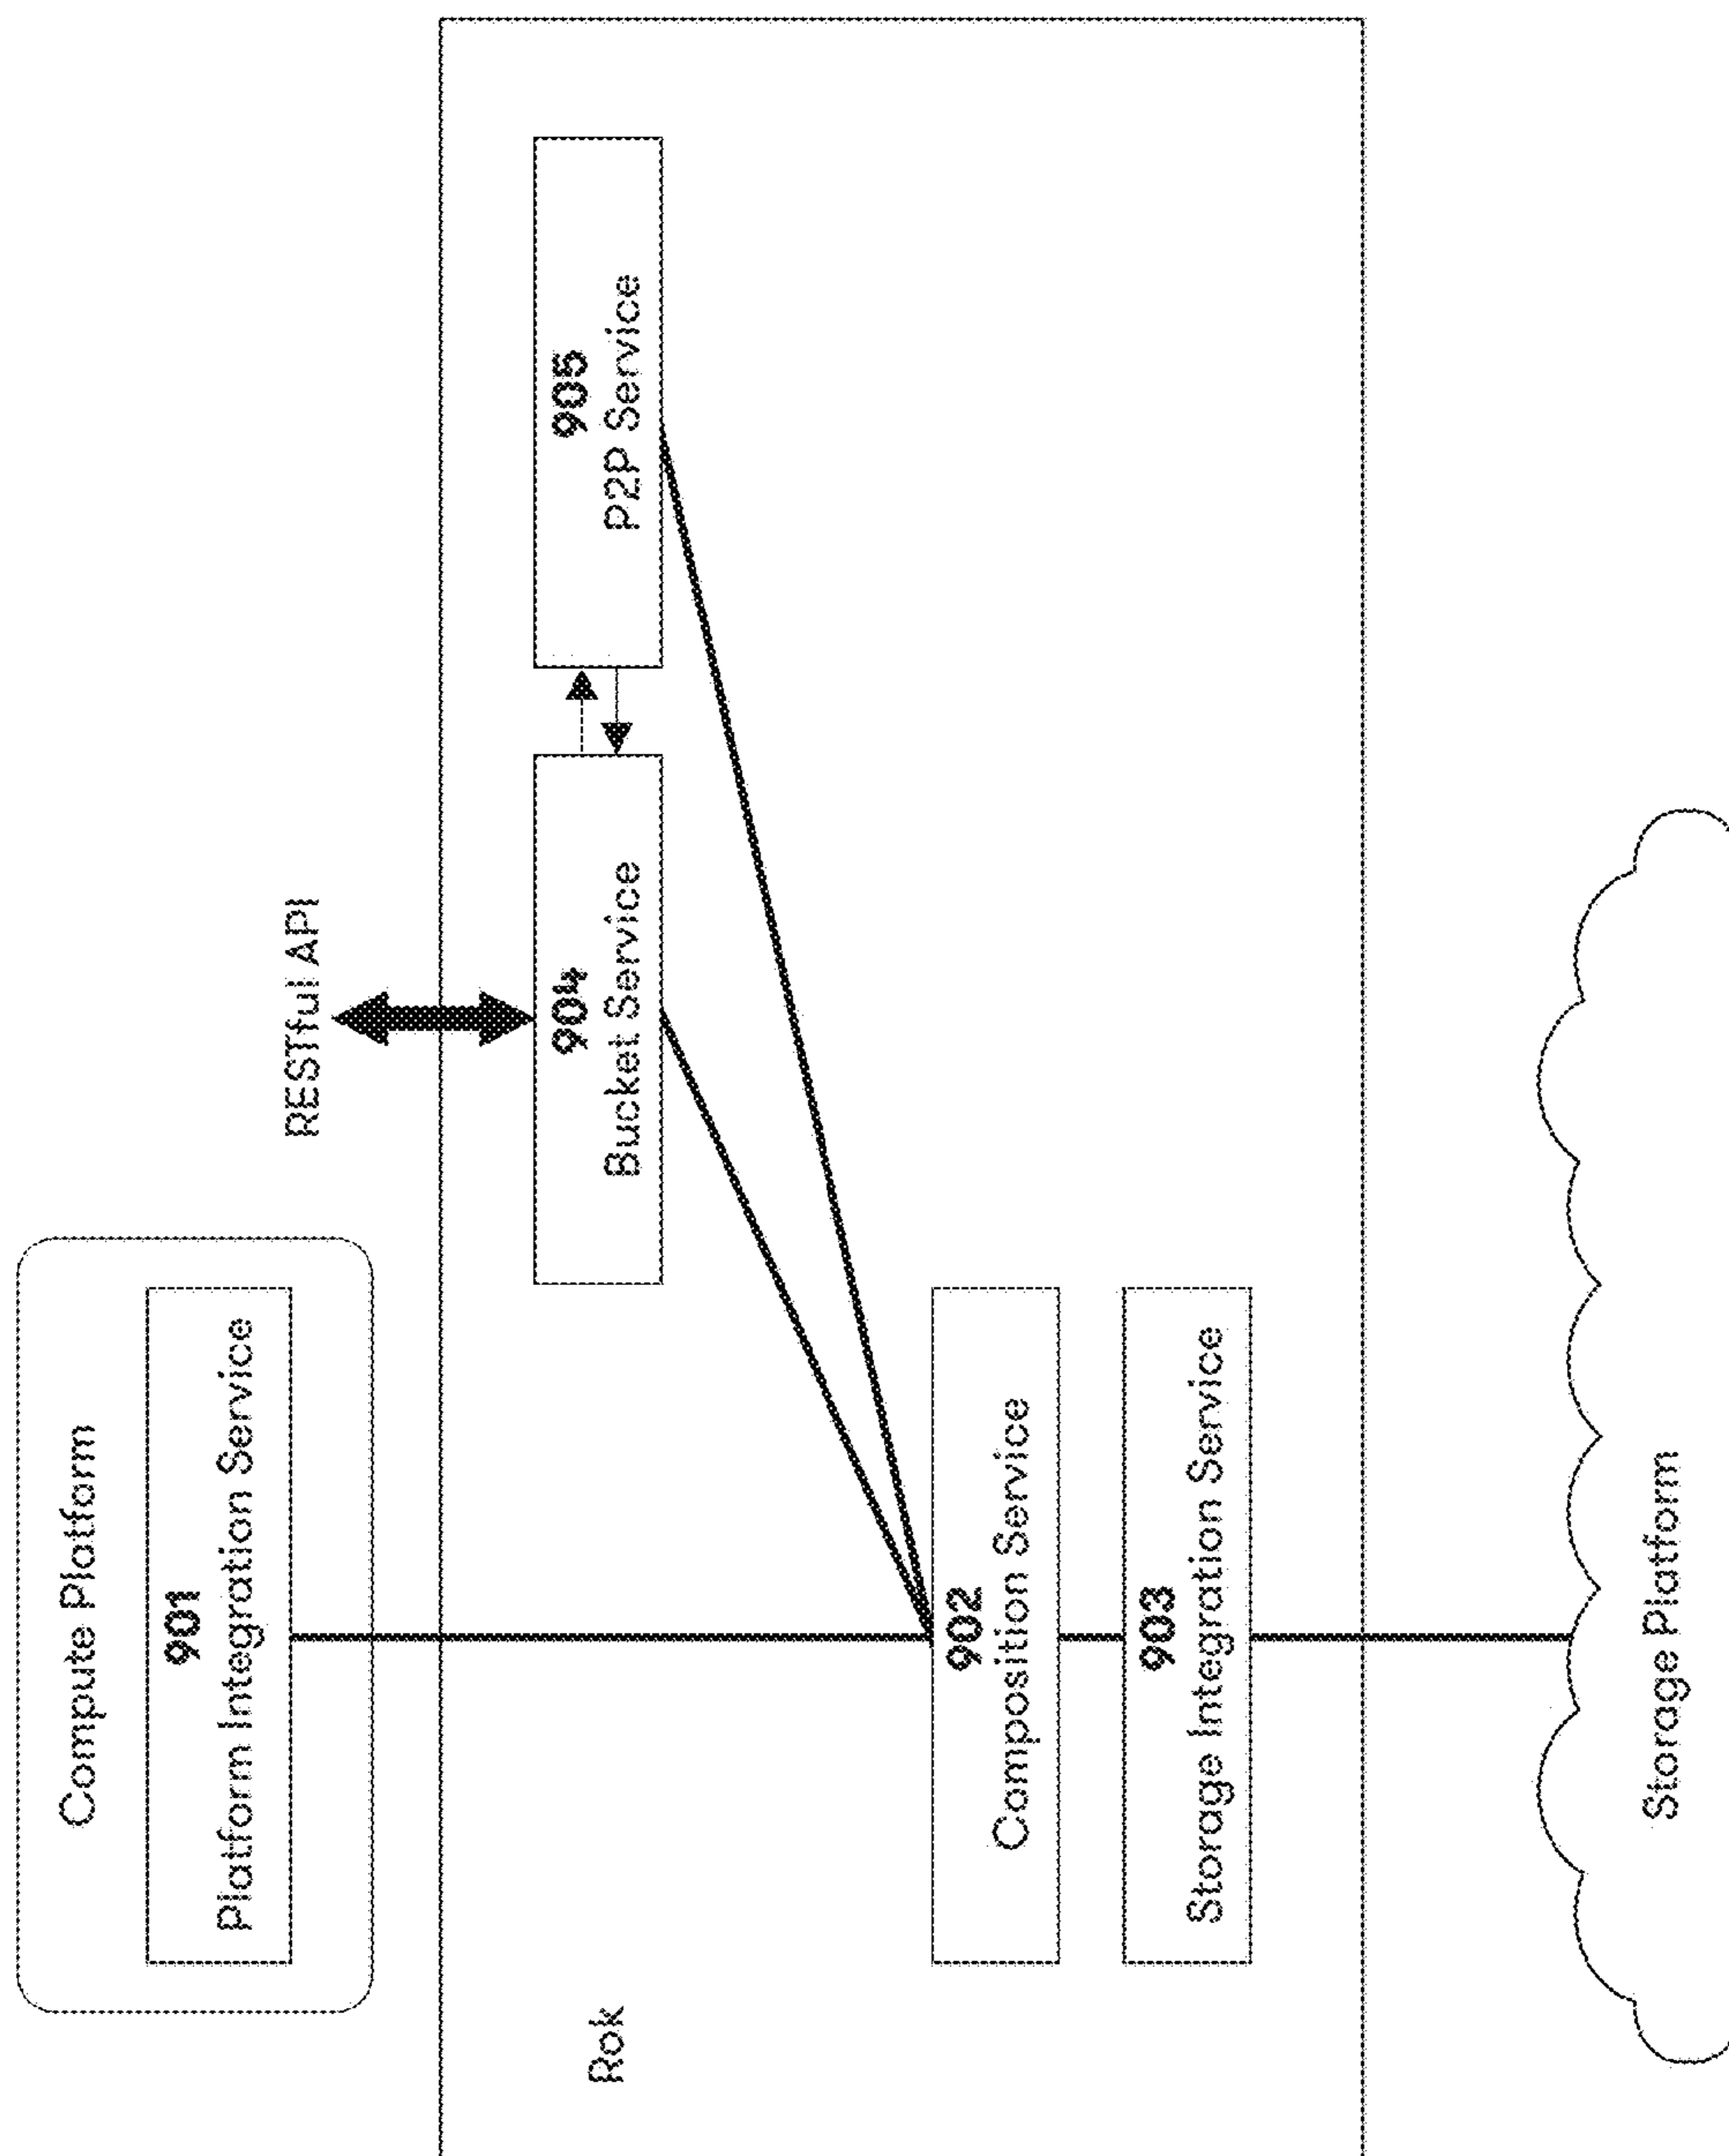 Compute Platform
901
Platform Integration Service
RESTful API
Rok
904
Bucket Service
905
P2P Service
902
Composition Service
903
Storage Integration Service
Storage Platform